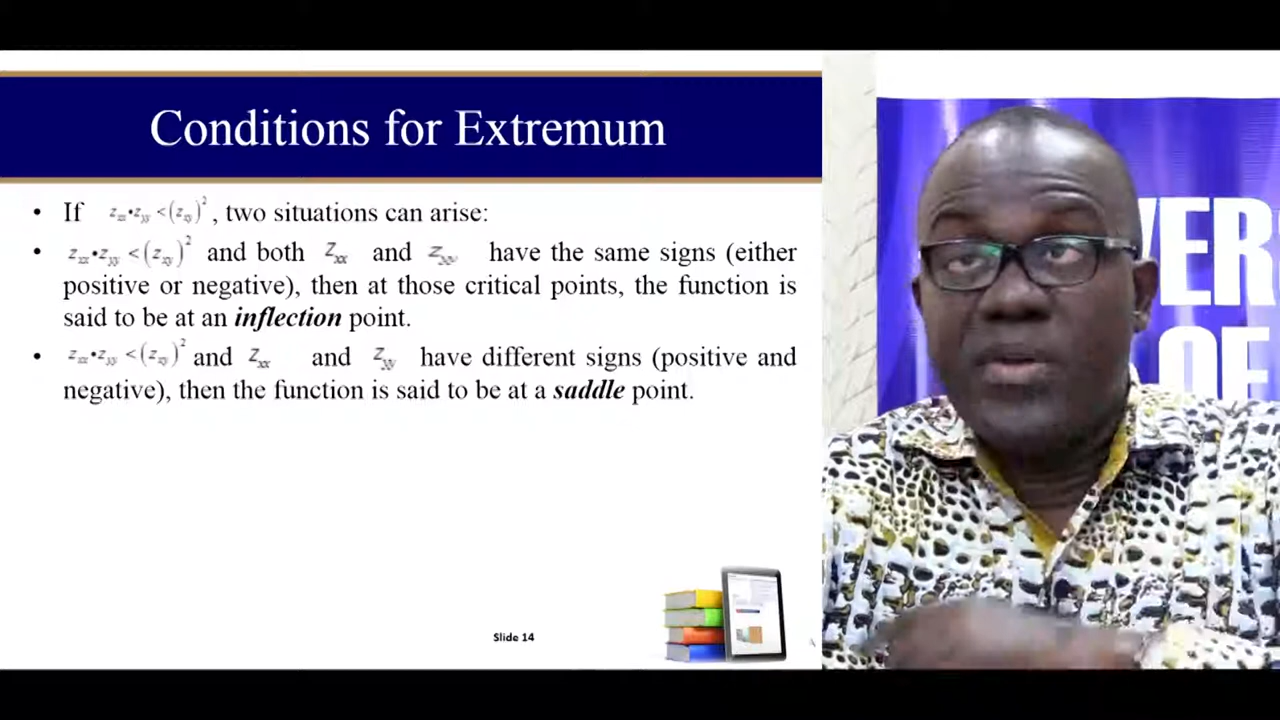 Conditions for Extremum
• If z_xx•z_yy <(z_xy)², two situations can arise:
• z_xx•z_yy <(z_xy)² and both z_xx and z_yy have the same signs (either
positive or negative), then at those critical points, the function is
said to be at an inflection point.
• z_xx•z_yy <(z_xy)² and z_xx and z_yy have different signs (positive and
negative), then the function is said to be at a saddle point.
Slide 14
VERS
OF